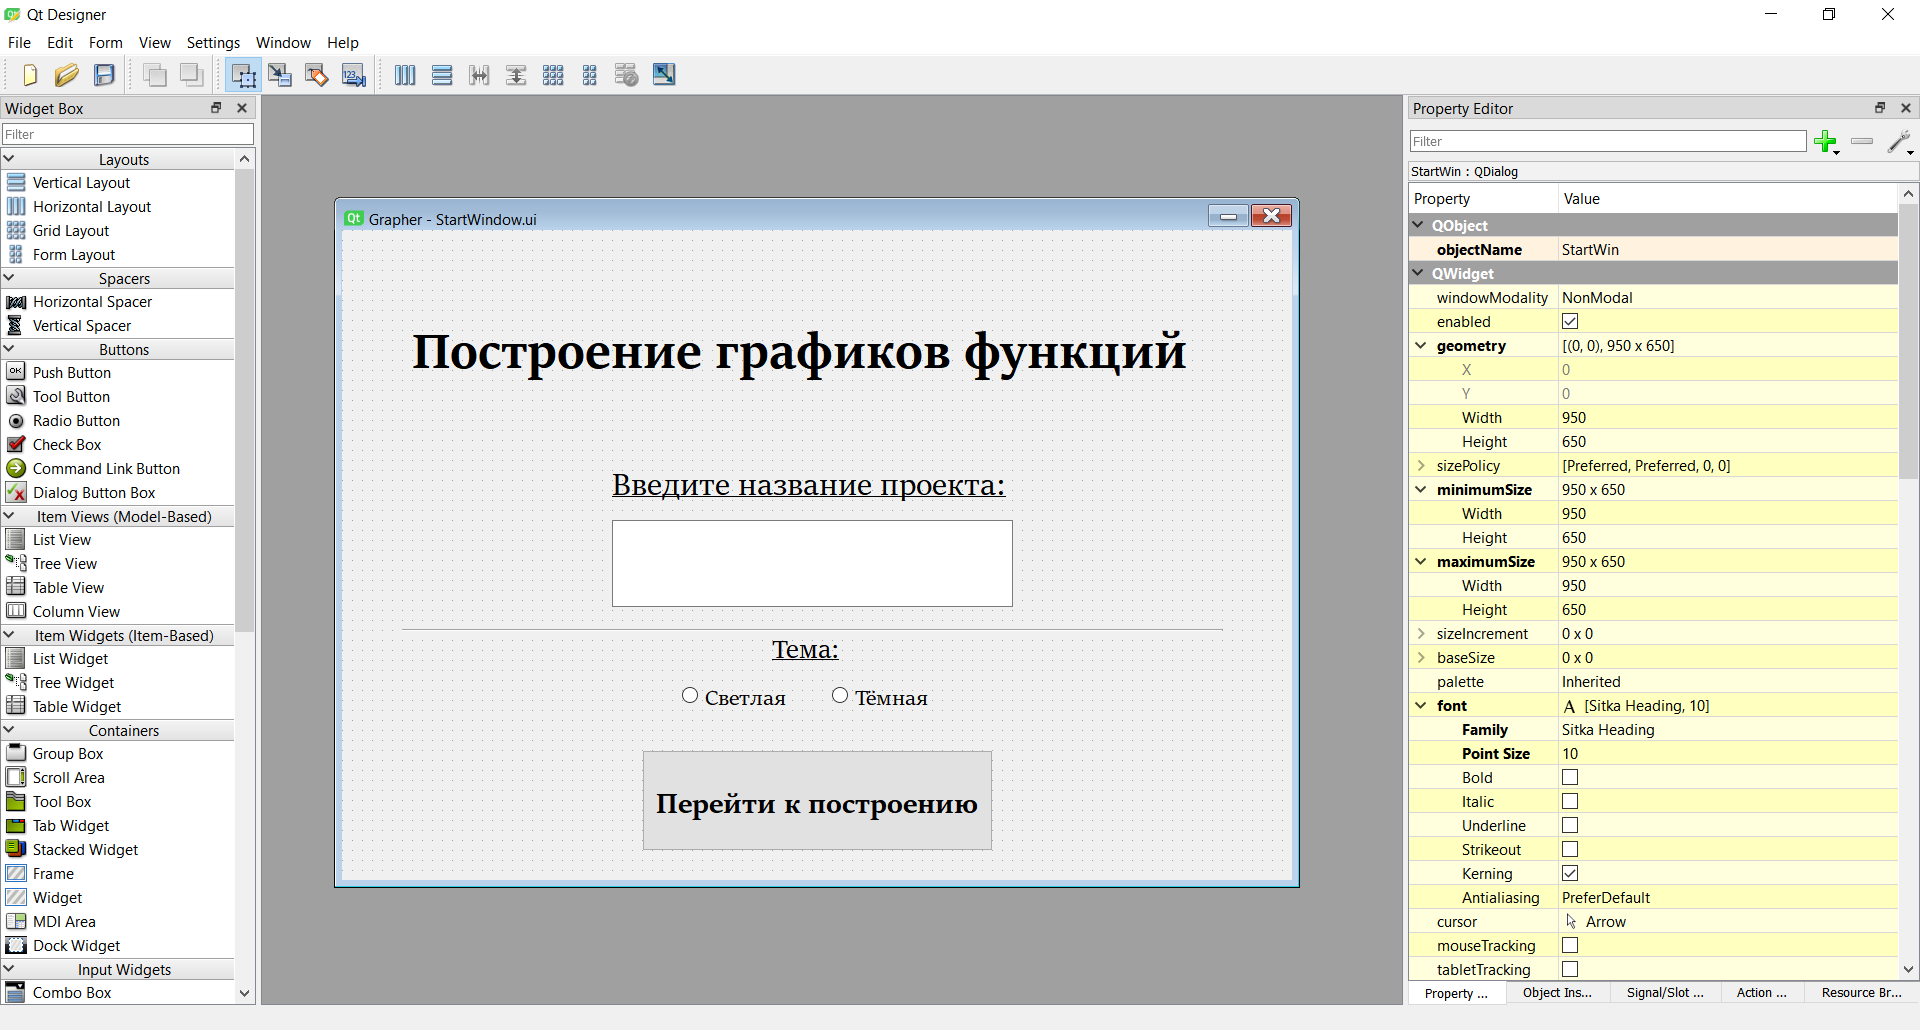 Qt Designer
File Edit Form View Settings Window Help
Widget Box
Filter
Layouts
Vertical Layout
Horizontal Layout
Grid Layout
Form Layout
Spacers
Horizontal Spacer
Vertical Spacer
Buttons
Push Button
Tool Button
Radio Button
Check Box
Command Link Button
Dialog Button Box
Item Views (Model-Based)
List View
Tree View
Table View
Column View
Item Widgets (Item-Based)
List Widget
Tree Widget
Table Widget
Containers
Group Box
Scroll Area
Tool Box
Tab Widget
Stacked Widget
Frame
Widget
MDI Area
Dock Widget
Input Widgets
Combo Box
Qt Grapher - StartWindow.ui
Построение графиков функций
Введите название проекта:
Тема:
Светлая Тёмная
Перейти к построению
Property Editor
Filter
StartWin : QDialog
Property Value
QObject
objectName StartWin
QWidget
windowModality NonModal
enabled
geometry [(0, 0), 950 x 650]
X 0
Y 0
Width 950
Height 650
sizePolicy [Preferred, Preferred, 0, 0]
minimumSize 950 x 650
Width 950
Height 650
maximumSize 950 x 650
Width 950
Height 650
sizeIncrement 0 x 0
baseSize 0 x 0
palette Inherited
font A [Sitka Heading, 10]
Family Sitka Heading
Point Size 10
Bold
Italic
Underline
Strikeout
Kerning
Antialiasing PreferDefault
cursor Arrow
mouseTracking
tabletTracking
Property ... Object Ins... Signal/Slot ... Action ... Resource Br...